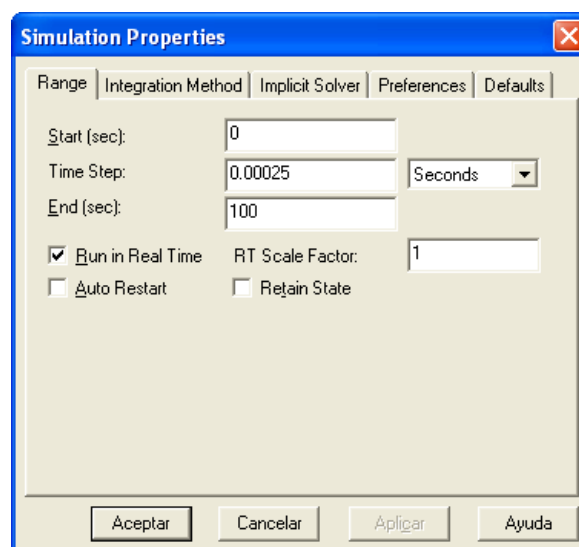 Simulation Properties
Range Integration Method Implicit Solver Preferences Defaults
Start (sec): 0
Time Step: 0.00025 Seconds
End (sec): 100
Run in Real Time RT Scale Factor: 1
Auto Restart Retain State
Aceptar Cancelar Aplicar Ayuda